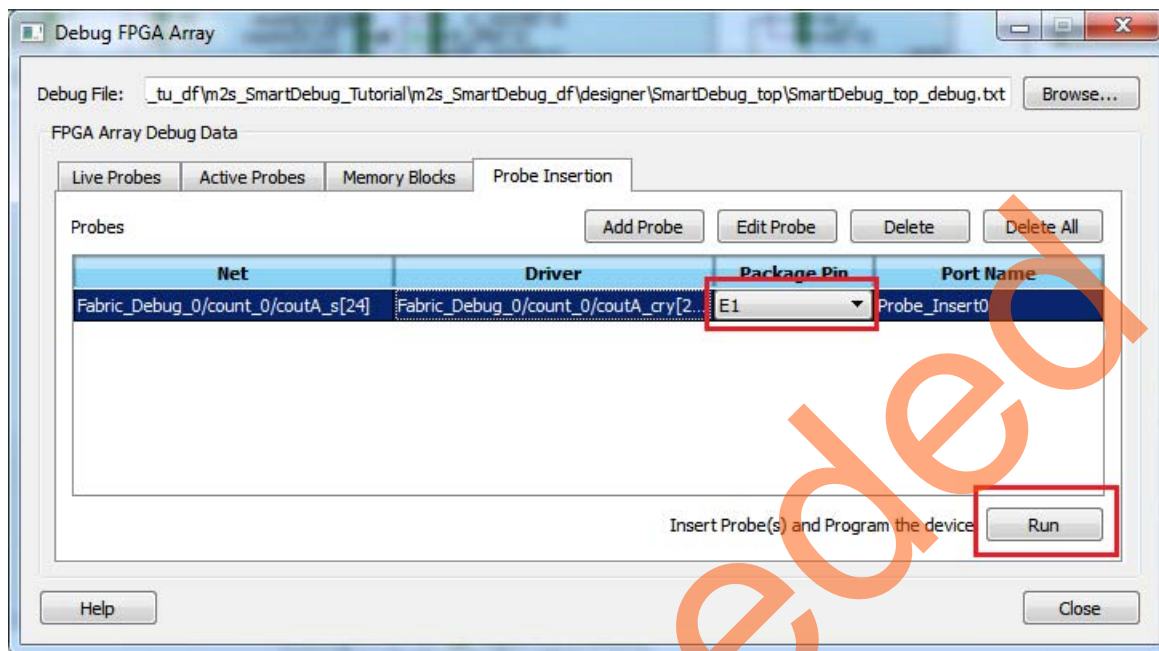 Debug FPGA Array
Debug File: _tu_df\m2s_SmartDebug_Tutorial\m2s_SmartDebug_df\designer\SmartDebug_top\SmartDebug_top_debug.txt Browse...
FPGA Array Debug Data
Live Probes Active Probes Memory Blocks Probe Insertion
Probes Add Probe Edit Probe Delete Delete All
Net Driver Package Pin Port Name
Fabric_Debug_0/count_0/coutA_s[24] Fabric_Debug_0/count_0/coutA_cry[2... E1 Probe_Insert0
Insert Probe(s) and Program the device Run
Help Close
ded